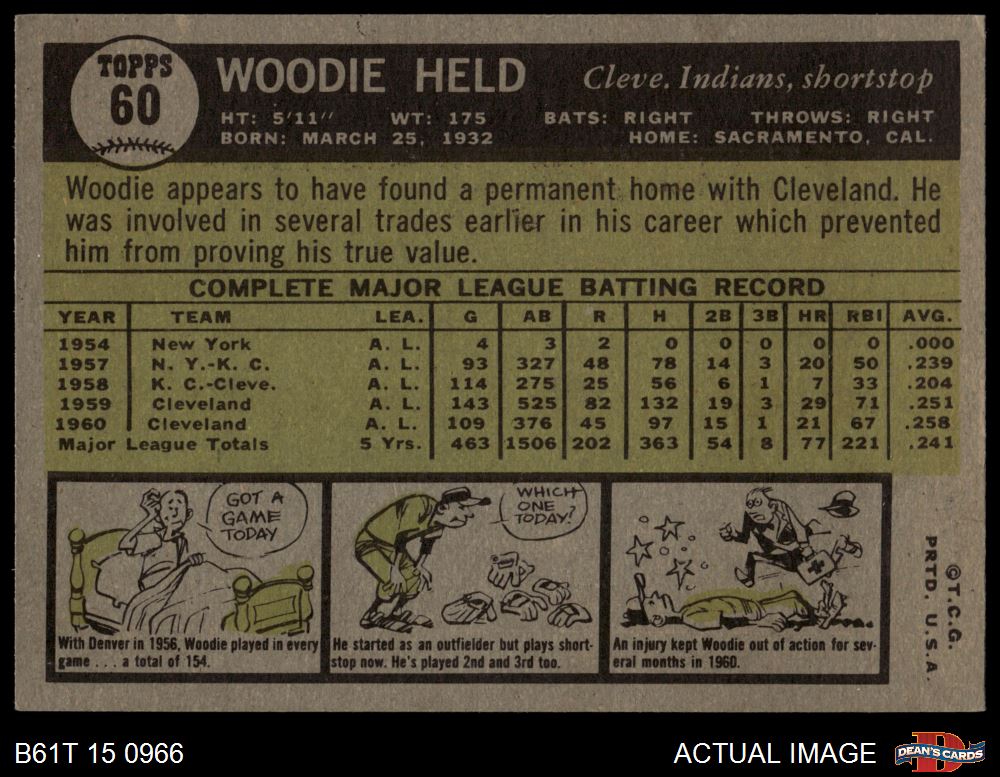 TOPPS
60
WOODIE HELD
Cleve. Indians, shortstop
HT: 5'11" WT: 175 BATS: RIGHT THROWS: RIGHT
BORN: MARCH 25, 1932 HOME: SACRAMENTO, CAL.
Woodie appears to have found a permanent home with Cleveland. He
was involved in several trades earlier in his career which prevented
him from proving his true value.
COMPLETE MAJOR LEAGUE BATTING RECORD
YEAR TEAM LEA. G AB R H 2B 3B HR RBI AVG.
1954 New York A. L. 4 3 2 0 0 0 0 0 .000
1957 N. Y.-K. C. A. L. 93 327 48 78 14 3 20 50 .239
1958 K. C.-Cleve. A. L. 114 275 25 56 6 1 7 33 .204
1959 Cleveland A. L. 143 525 82 132 19 3 29 71 .251
1960 Cleveland A. L. 109 376 45 97 15 1 21 67 .258
Major League Totals 5 Yrs. 463 1506 202 363 54 8 77 221 .241
GOT A
GAME
TODAY
With Denver in 1956, Woodie played in every
game . . . a total of 154.
WHICH
ONE
TODAY?
He started as an outfielder but plays short-
stop now. He's played 2nd and 3rd too.
An injury kept Woodie out of action for sev-
eral months in 1960.
©T.C.G.
PRTD. U.S.A.
B61T 15 0966
ACTUAL IMAGE
DEAN'S CARDS